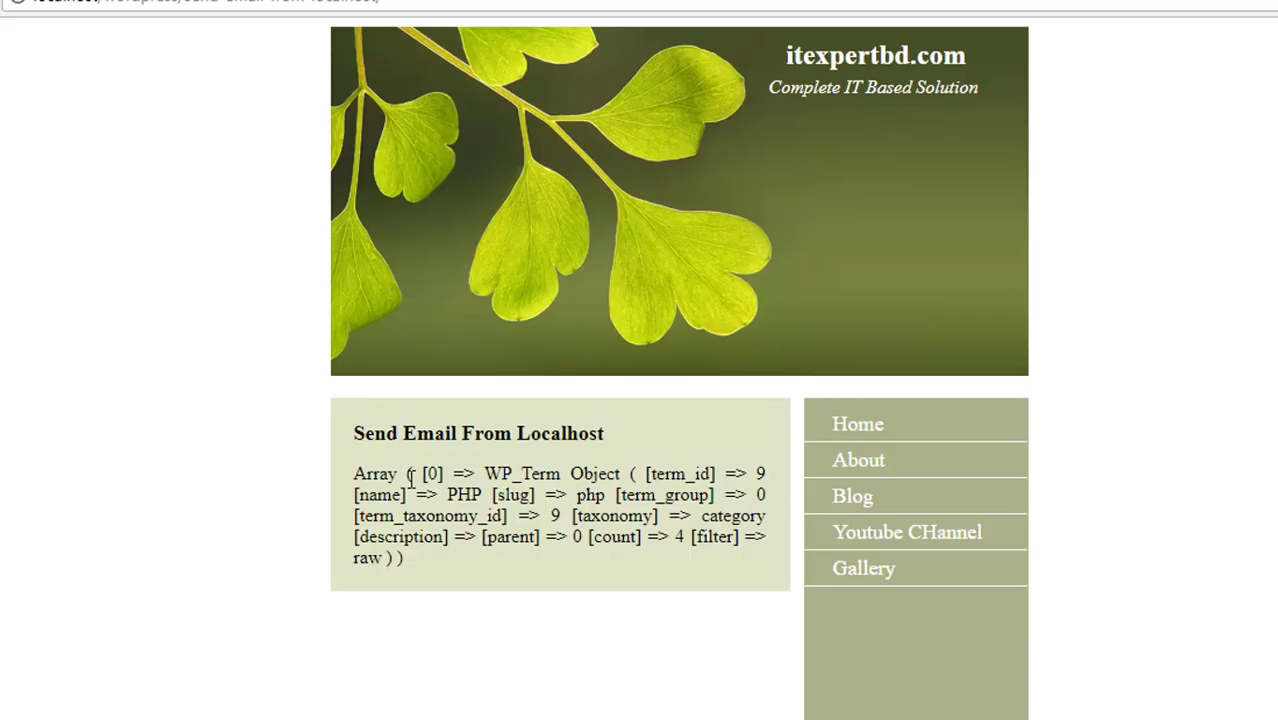 itexpertbd.com
Complete IT Based Solution
Send Email From Localhost
Array ( [0] => WP_Term Object ( [term_id] => 9
[name] => PHP [slug] => php [term_group] => 0
[term_taxonomy_id] => 9 [taxonomy] => category
[description] => [parent] => 0 [count] => 4 [filter] =>
raw ) )
Home
About
Blog
Youtube CHannel
Gallery